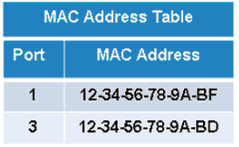 MAC Address Table
Port MAC Address
1 12-34-56-78-9A-BF
3 12-34-56-78-9A-BD